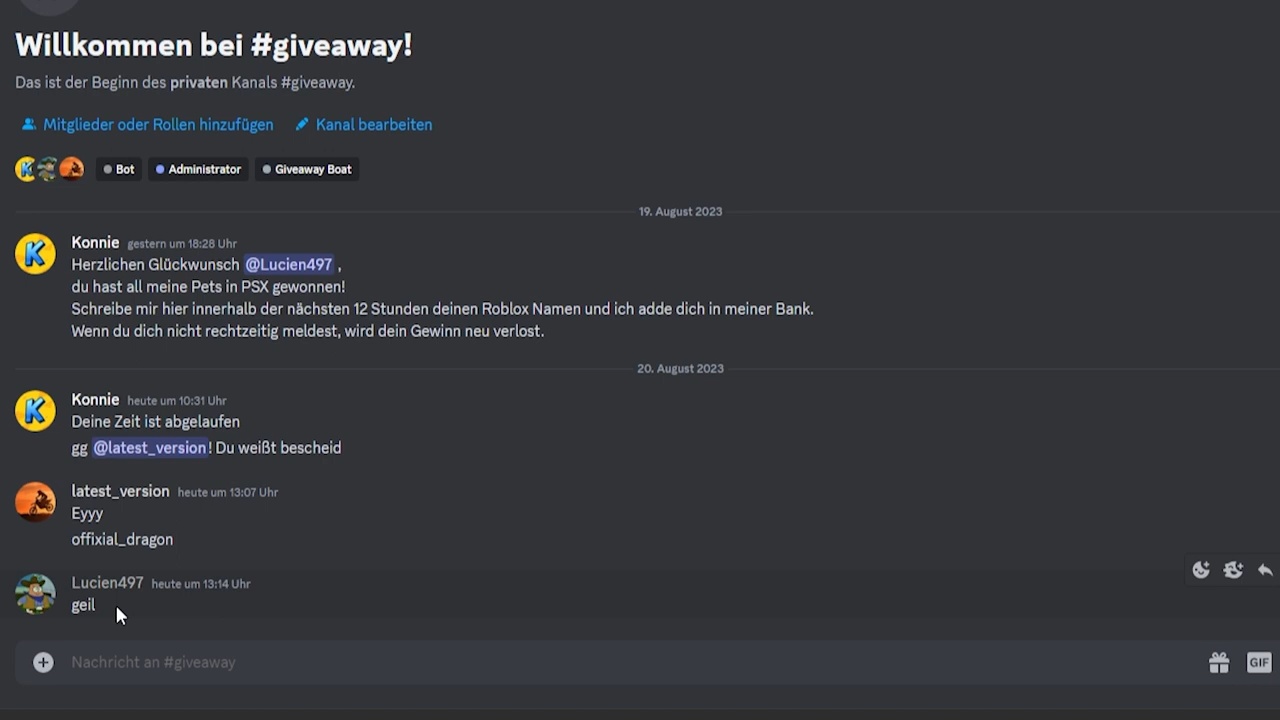 Willkommen bei #giveaway!
Das ist der Beginn des privaten Kanals #giveaway.
Mitglieder oder Rollen hinzufügen Kanal bearbeiten
K Bot Administrator Giveaway Boat
19. August 2023
K Konnie gestern um 18:28 Uhr
Herzlichen Glückwunsch @Lucien497 ,
du hast all meine Pets in PSX gewonnen!
Schreibe mir hier innerhalb der nächsten 12 Stunden deinen Roblox Namen und ich adde dich in meiner Bank.
Wenn du dich nicht rechtzeitig meldest, wird dein Gewinn neu verlost.
20. August 2023
K Konnie heute um 10:31 Uhr
Deine Zeit ist abgelaufen
gg @latest_version! Du weißt bescheid
latest_version heute um 13:07 Uhr
Eyyy
offixial_dragon
Lucien497 heute um 13:14 Uhr
geil
Nachricht an #giveaway GIF